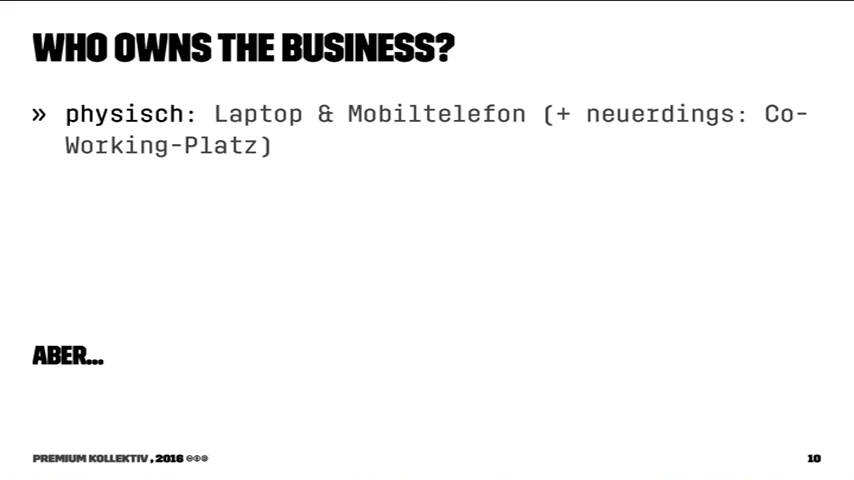 WHO OWNS THE BUSINESS?
» physisch: Laptop & Mobiltelefon (+ neuerdings: Co-
Working-Platz)
ABER...
PREMIUM KOLLEKTIV, 2016
10